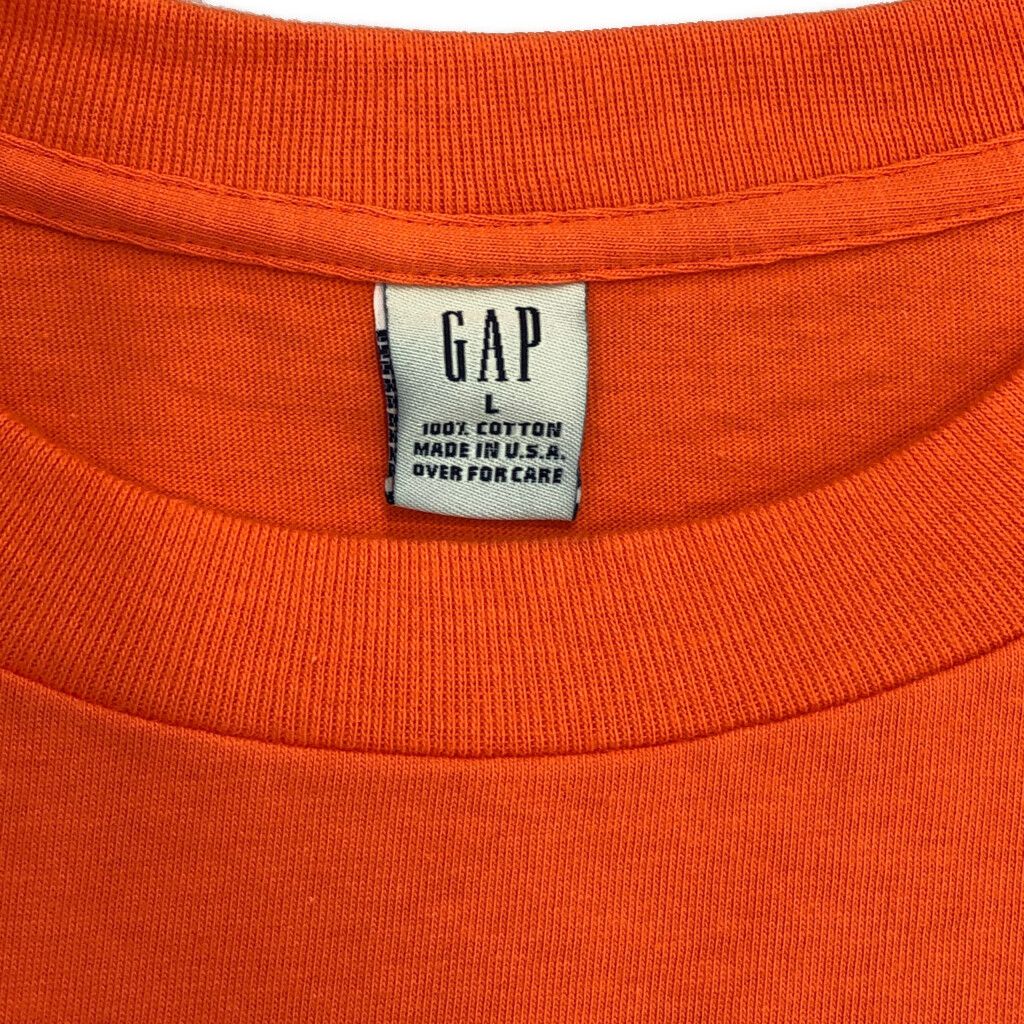 GAP
L
100% COTTON
MADE IN U.S.A.
OVER FOR CARE